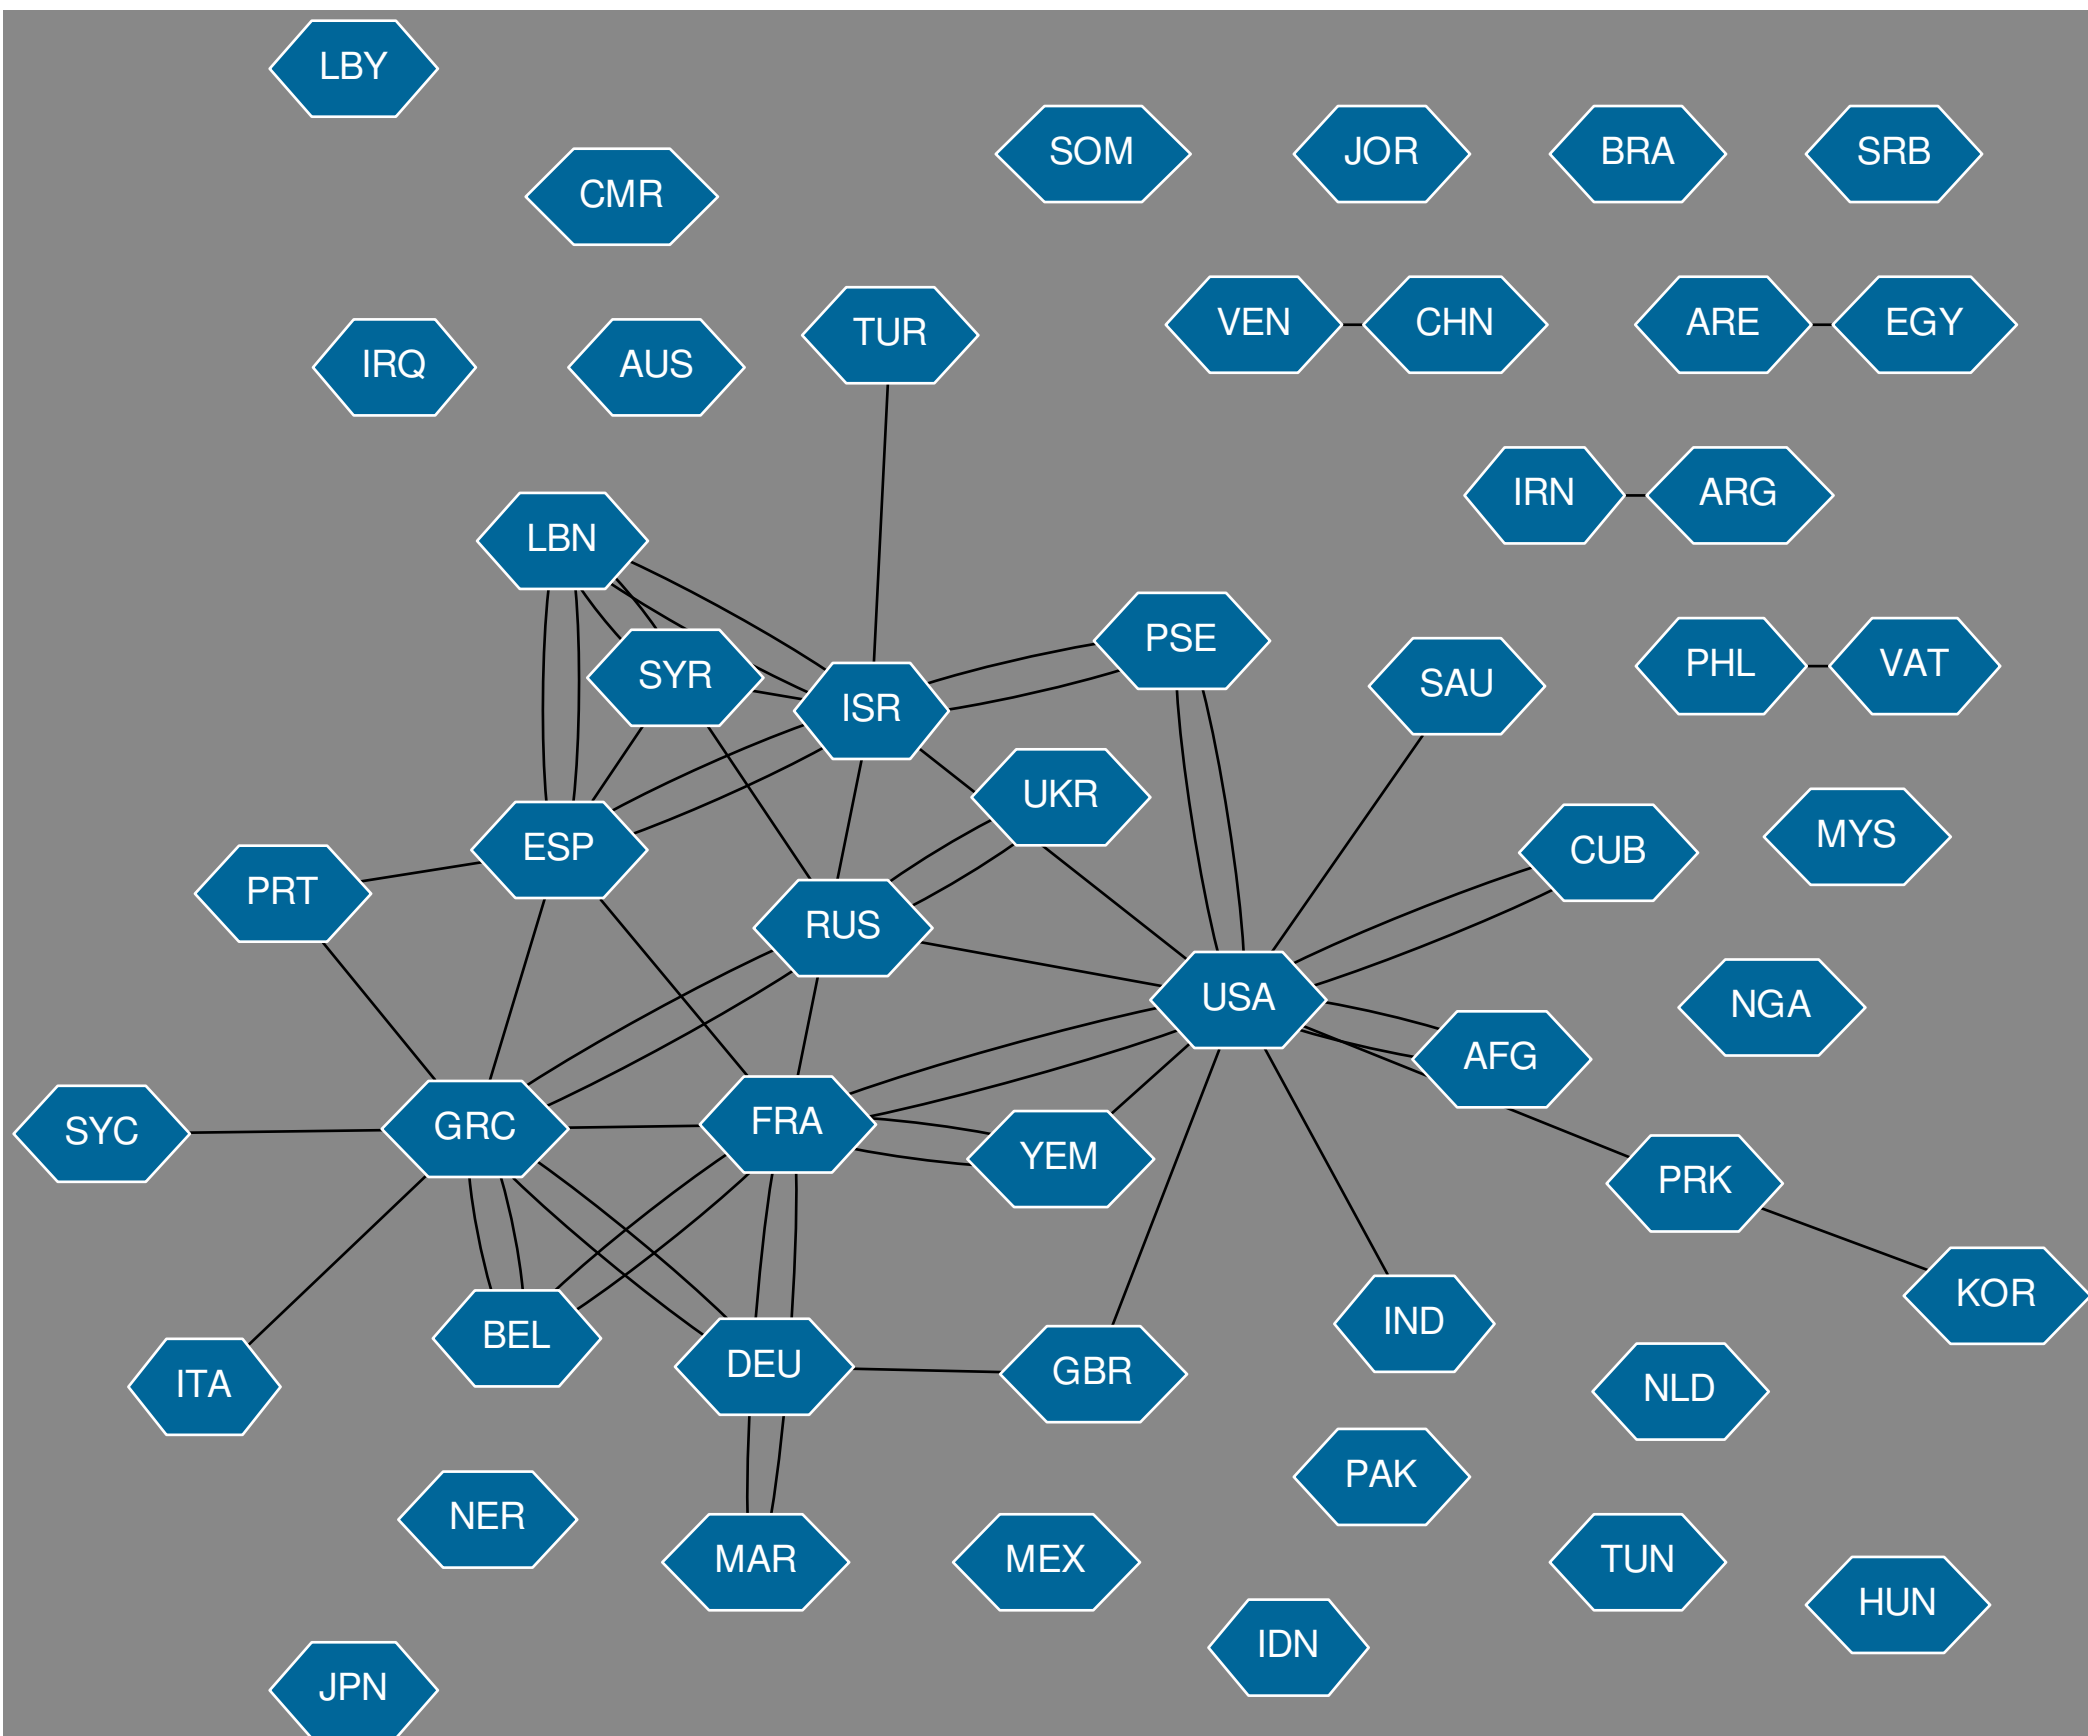 LBY
SOM
JOR
BRA
SRB
CMR
TUR
VEN
CHN
ARE
EGY
IRQ
AUS
IRN
ARG
LBN
PSE
PHL
VAT
SYR
SAU
ISR
UKR
MYS
ESP
CUB
PRT
RUS
USA
NGA
AFG
SYC
GRC
FRA
YEM
PRK
KOR
BEL
IND
ITA
DEU
GBR
NLD
PAK
NER
MAR
MEX
TUN
HUN
IDN
JPN